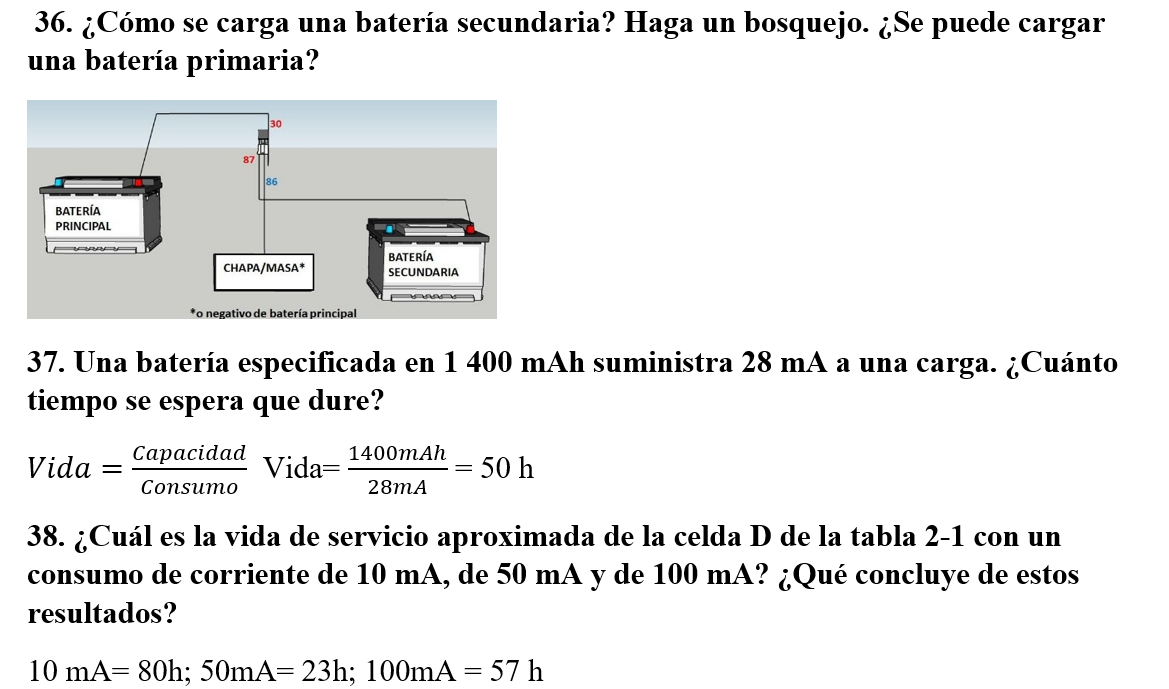 36. ¿Cómo se carga una batería secundaria? Haga un bosquejo. ¿Se puede cargar
una batería primaria?
30
87
86
BATERÍA
PRINCIPAL
BATERÍA
SECUNDARIA
CHAPA/MASA*
*o negativo de batería principal
37. Una batería especificada en 1 400 mAh suministra 28 mA a una carga. ¿Cuánto
tiempo se espera que dure?
Vida = Capacidad/Consumo Vida= 1400mAh/28mA = 50 h
38. ¿Cuál es la vida de servicio aproximada de la celda D de la tabla 2-1 con un
consumo de corriente de 10 mA, de 50 mA y de 100 mA? ¿Qué concluye de estos
resultados?
10 mA= 80h; 50mA= 23h; 100mA = 57 h